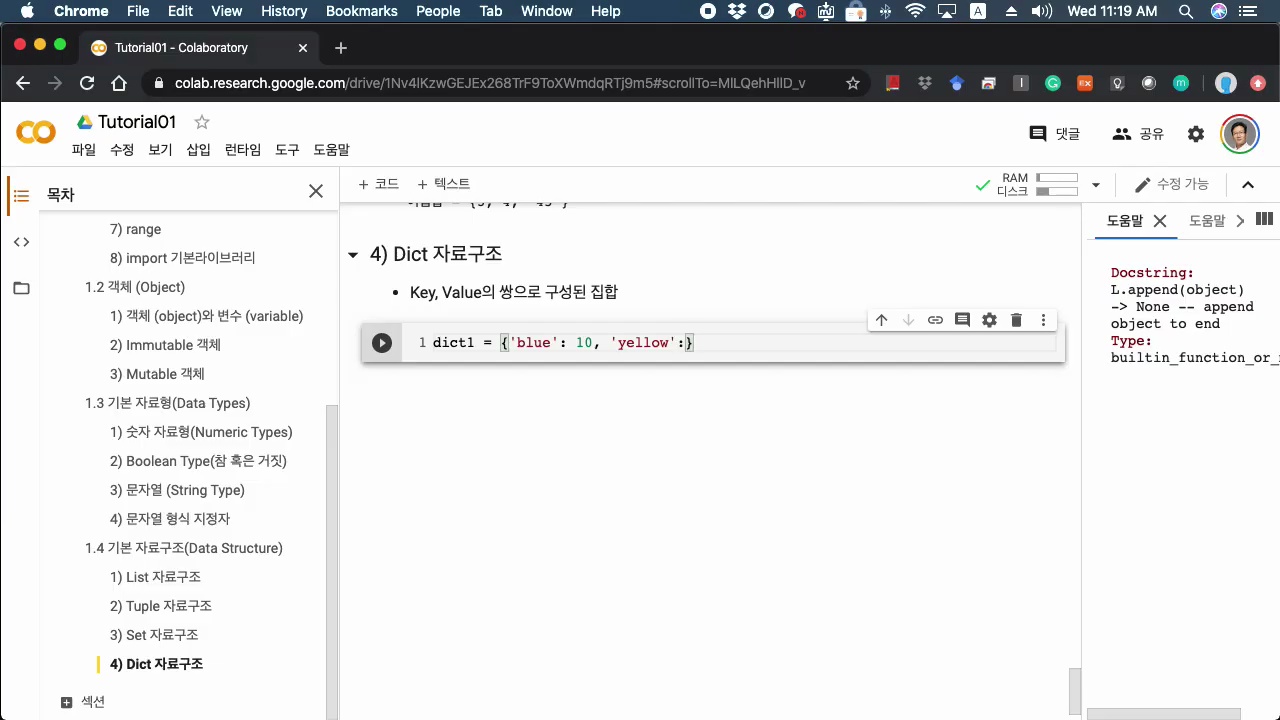 Chrome File Edit View History Bookmarks People Tab Window Help A Wed 11:19 AM
Tutorial01 - Colaboratory
colab.research.google.com/drive/1Nv4lKzwGEJEx268TrF9ToXWmdqRTj9m5#scrollTo=MlLQehHllD_v
Tutorial01
파일 수정 보기 삽입 런타임 도구 도움말
댓글 공유
목차
+ 코드 + 텍스트
RAM
디스크
수정 가능
7) range
8) import 기본라이브러리
1.2 객체 (Object)
1) 객체 (object)와 변수 (variable)
2) Immutable 객체
3) Mutable 객체
1.3 기본 자료형(Data Types)
1) 숫자 자료형(Numeric Types)
2) Boolean Type(참 혹은 거짓)
3) 문자열 (String Type)
4) 문자열 형식 지정자
1.4 기본 자료구조(Data Structure)
1) List 자료구조
2) Tuple 자료구조
3) Set 자료구조
4) Dict 자료구조
섹션
4) Dict 자료구조
• Key, Value의 쌍으로 구성된 집합
1 dict1 = {'blue': 10, 'yellow':}
도움말 도움말
Docstring:
L.append(object)
-> None -- append
object to end
Type:
builtin_function_or_